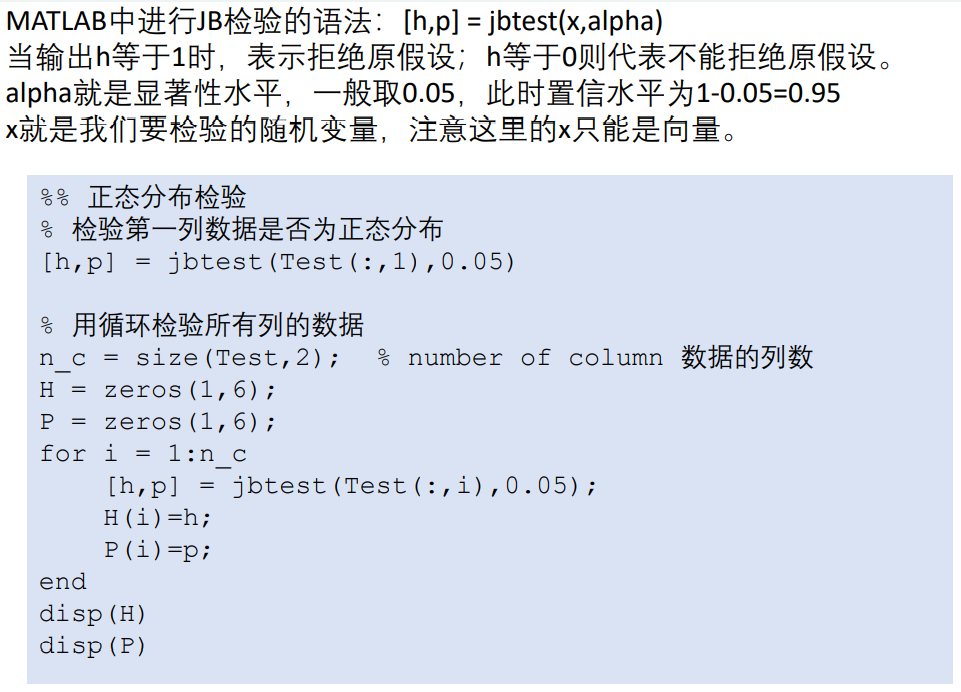 MATLAB中进行JB检验的语法：[h,p] = jbtest(x,alpha)
当输出h等于1时，表示拒绝原假设；h等于0则代表不能拒绝原假设。
alpha就是显著性水平，一般取0.05，此时置信水平为1-0.05=0.95
x就是我们要检验的随机变量，注意这里的x只能是向量。
%% 正态分布检验
% 检验第一列数据是否为正态分布
[h,p] = jbtest(Test(:,1),0.05)
% 用循环检验所有列的数据
n_c = size(Test,2); % number of column 数据的列数
H = zeros(1,6);
P = zeros(1,6);
for i = 1:n_c
    [h,p] = jbtest(Test(:,i),0.05);
    H(i)=h;
    P(i)=p;
end
disp(H)
disp(P)